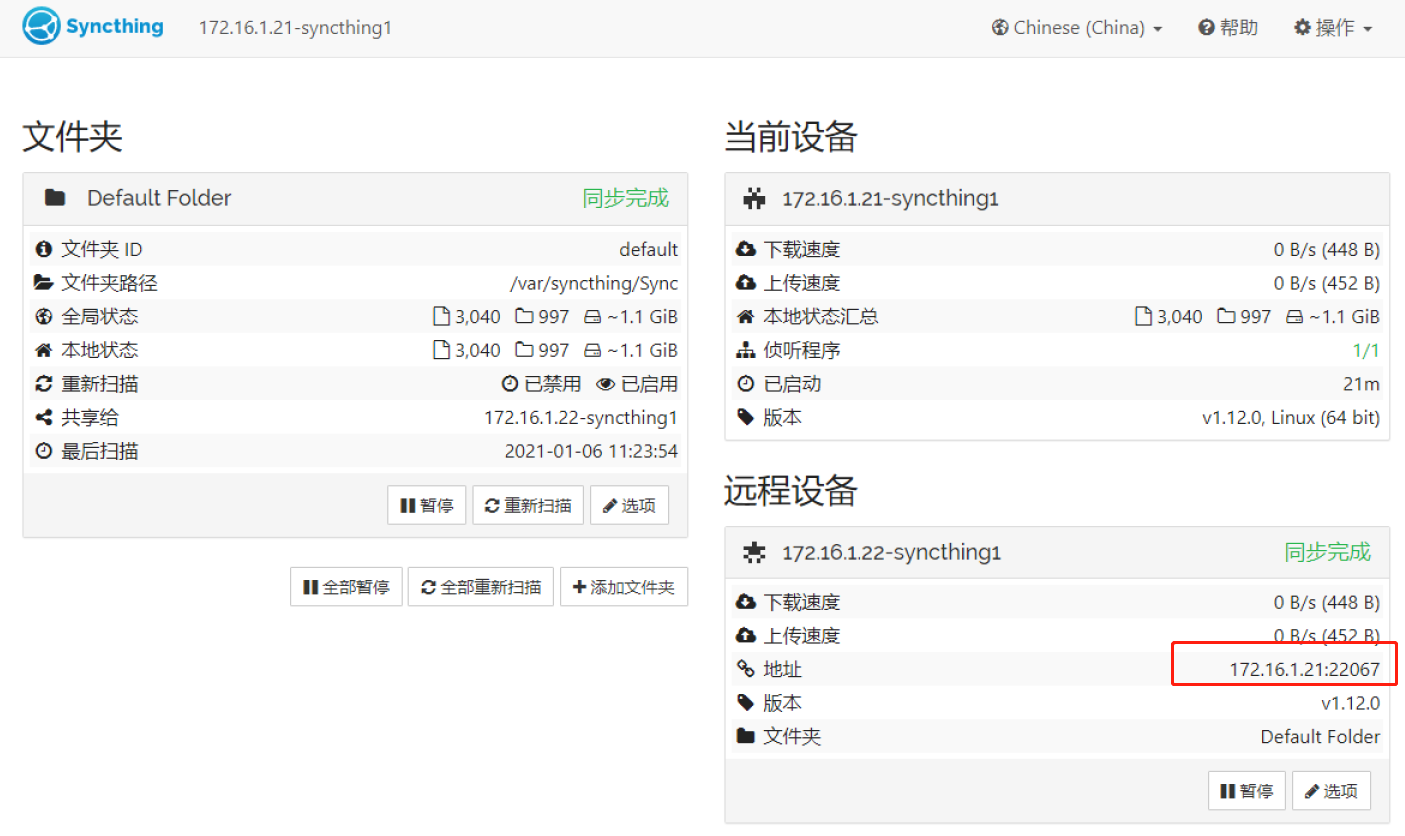 Syncthing 172.16.1.21-syncthing1 Chinese (China) 帮助 操作
文件夹
Default Folder 同步完成
文件夹 ID default
文件夹路径 /var/syncthing/Sync
全局状态 3,040 997 ~1.1 GiB
本地状态 3,040 997 ~1.1 GiB
重新扫描 已禁用 已启用
共享给 172.16.1.22-syncthing1
最后扫描 2021-01-06 11:23:54
暂停 重新扫描 选项
全部暂停 全部重新扫描 添加文件夹
当前设备
172.16.1.21-syncthing1
下载速度 0 B/s (448 B)
上传速度 0 B/s (452 B)
本地状态汇总 3,040 997 ~1.1 GiB
侦听程序 1/1
已启动 21m
版本 v1.12.0, Linux (64 bit)
远程设备
172.16.1.22-syncthing1 同步完成
下载速度 0 B/s (448 B)
上传速度 0 B/s (452 B)
地址 172.16.1.21:22067
版本 v1.12.0
文件夹 Default Folder
暂停 选项